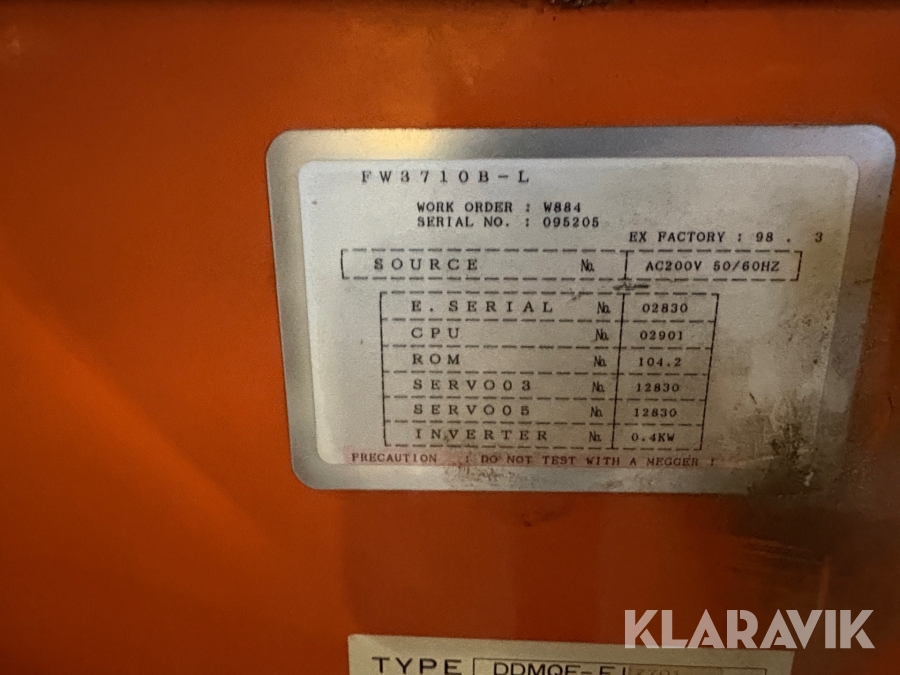 FW3710B-L
WORK ORDER : W884
SERIAL NO. : 095205
EX FACTORY : 98 . 3
SOURCE № AC200V 50/60HZ
E. SERIAL № 02830
CPU № 02901
ROM № 104.2
SERVO03 № 12830
SERVO05 № 12830
INVERTER № 0.4KW
PRECAUTION : DO NOT TEST WITH A MEGGER !
KLARAVIK
TYPE